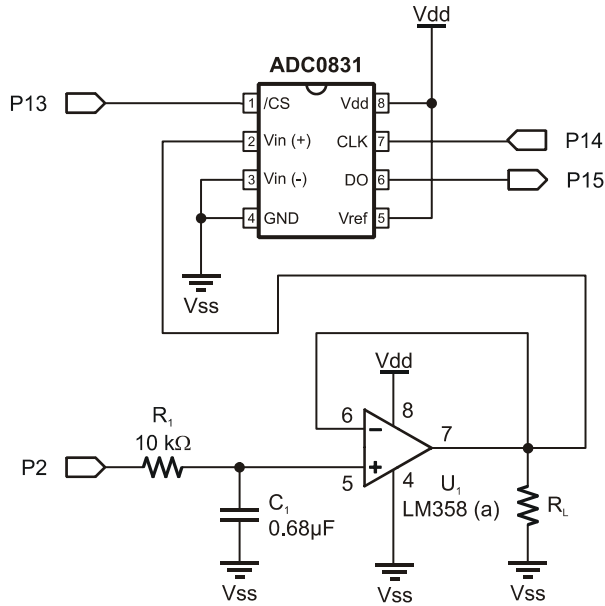 Vdd
ADC0831
P13
1 /CS Vdd 8
2 Vin (+) CLK 7
P14
3 Vin (-) DO 6
P15
4 GND Vref 5
Vss
Vdd
6
8
7
R₁
10 kΩ
P2
5
4
U₁
LM358 (a)
C₁
0.68µF
R_L
Vss
Vss
Vss